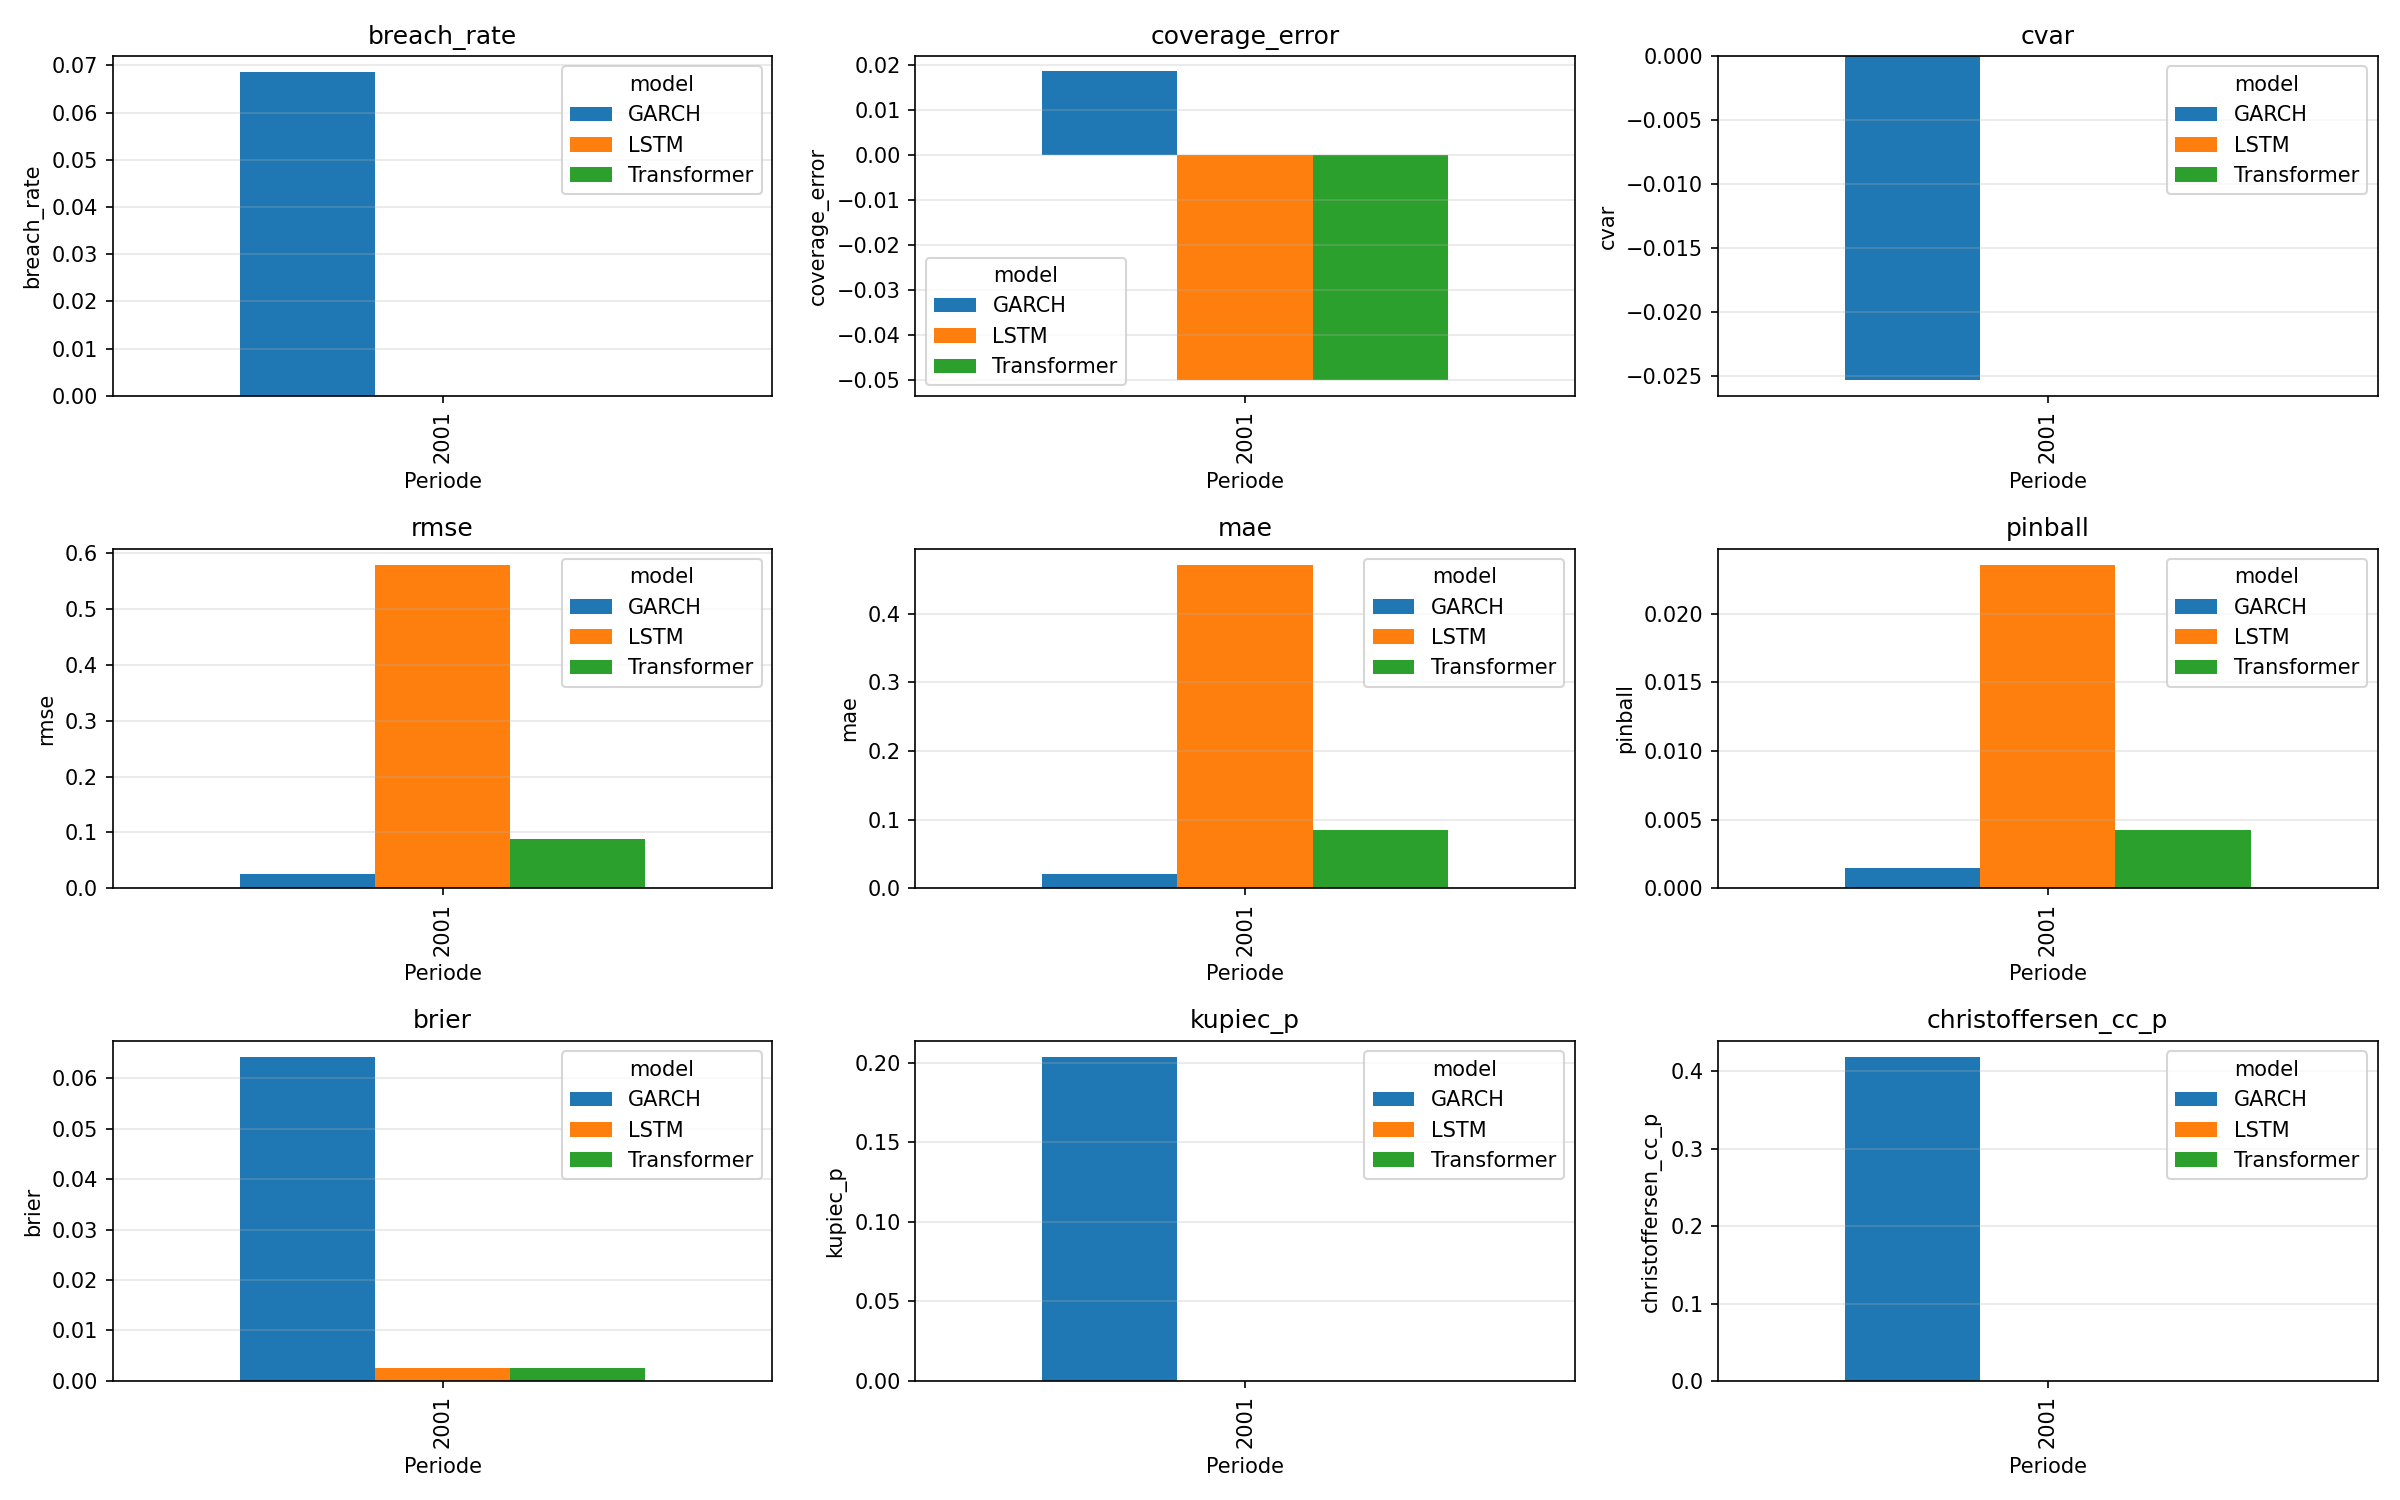 breach_rate
0.07
0.06
0.05
0.04
0.03
0.02
0.01
0.00
breach_rate
model
GARCH
LSTM
Transformer
2001
Periode
coverage_error
0.02
0.01
0.00
−0.01
−0.02
−0.03
−0.04
−0.05
coverage_error
model
GARCH
LSTM
Transformer
2001
Periode
cvar
0.000
−0.005
−0.010
−0.015
−0.020
−0.025
cvar
model
GARCH
LSTM
Transformer
2001
Periode
rmse
0.6
0.5
0.4
0.3
0.2
0.1
0.0
rmse
model
GARCH
LSTM
Transformer
2001
Periode
mae
0.4
0.3
0.2
0.1
0.0
mae
model
GARCH
LSTM
Transformer
2001
Periode
pinball
0.020
0.015
0.010
0.005
0.000
pinball
model
GARCH
LSTM
Transformer
2001
Periode
brier
0.06
0.05
0.04
0.03
0.02
0.01
0.00
brier
model
GARCH
LSTM
Transformer
2001
Periode
kupiec_p
0.20
0.15
0.10
0.05
0.00
kupiec_p
model
GARCH
LSTM
Transformer
2001
Periode
christoffersen_cc_p
0.4
0.3
0.2
0.1
0.0
christoffersen_cc_p
model
GARCH
LSTM
Transformer
2001
Periode